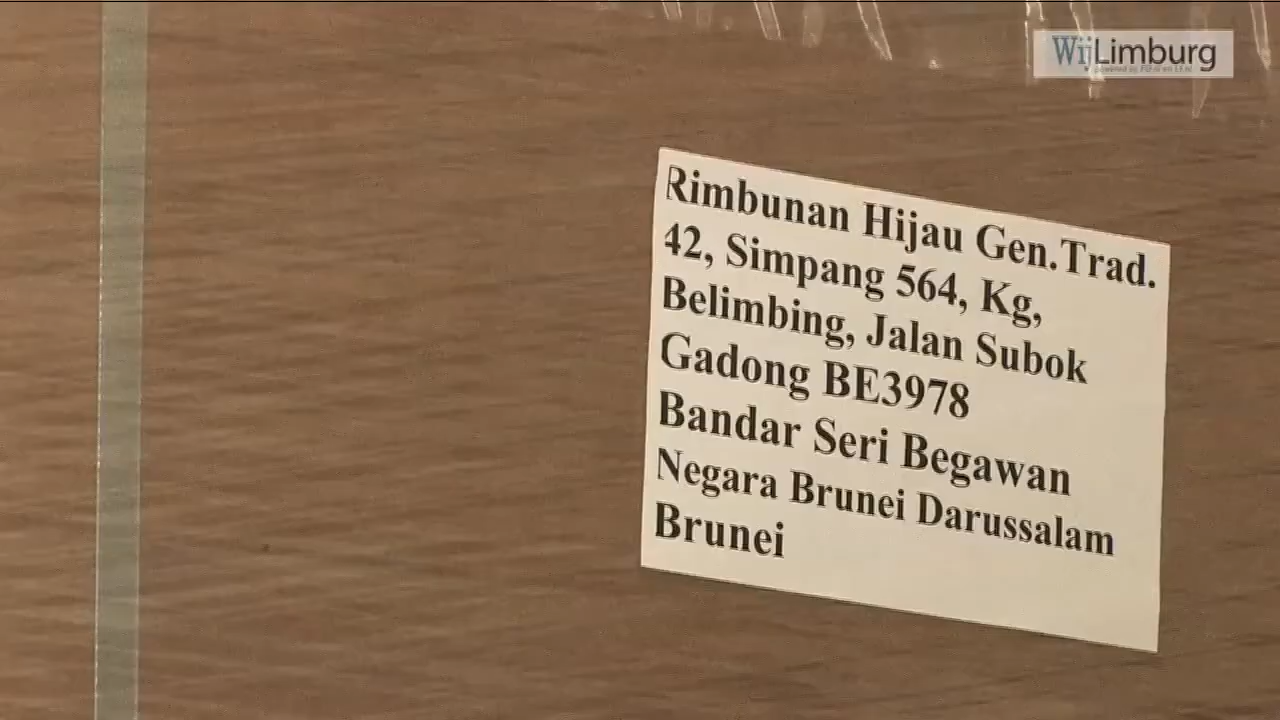 WijLimburg
Rimbunan Hijau Gen.Trad.
42, Simpang 564, Kg,
Belimbing, Jalan Subok
Gadong BE3978
Bandar Seri Begawan
Negara Brunei Darussalam
Brunei